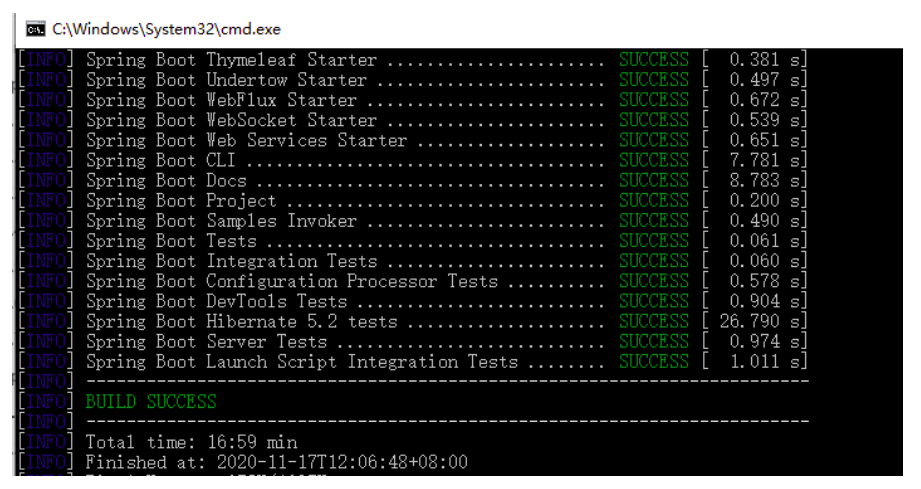 C:\Windows\System32\cmd.exe
[INFO] Spring Boot Thymeleaf Starter ......................... SUCCESS [  0.381 s]
[INFO] Spring Boot Undertow Starter .......................... SUCCESS [  0.497 s]
[INFO] Spring Boot WebFlux Starter ........................... SUCCESS [  0.672 s]
[INFO] Spring Boot WebSocket Starter ......................... SUCCESS [  0.539 s]
[INFO] Spring Boot Web Services Starter ...................... SUCCESS [  0.651 s]
[INFO] Spring Boot CLI ....................................... SUCCESS [  7.781 s]
[INFO] Spring Boot Docs ...................................... SUCCESS [  8.783 s]
[INFO] Spring Boot Project ................................... SUCCESS [  0.200 s]
[INFO] Spring Boot Samples Invoker ........................... SUCCESS [  0.490 s]
[INFO] Spring Boot Tests ..................................... SUCCESS [  0.061 s]
[INFO] Spring Boot Integration Tests ......................... SUCCESS [  0.060 s]
[INFO] Spring Boot Configuration Processor Tests ............. SUCCESS [  0.578 s]
[INFO] Spring Boot DevTools Tests ............................ SUCCESS [  0.904 s]
[INFO] Spring Boot Hibernate 5.2 tests ....................... SUCCESS [ 26.790 s]
[INFO] Spring Boot Server Tests .............................. SUCCESS [  0.974 s]
[INFO] Spring Boot Launch Script Integration Tests ........... SUCCESS [  1.011 s]
[INFO] ------------------------------------------------------------------------
[INFO] BUILD SUCCESS
[INFO] ------------------------------------------------------------------------
[INFO] Total time: 16:59 min
[INFO] Finished at: 2020-11-17T12:06:48+08:00